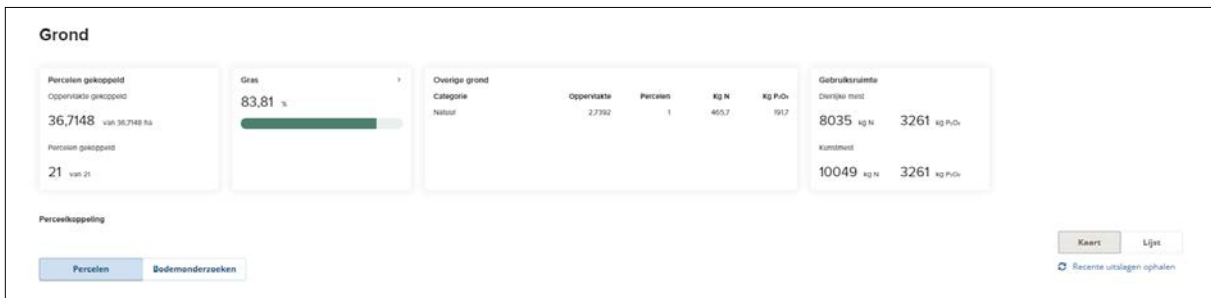 Grond
Percelen gekoppeld
Oppervlakte gekoppeld
36,7148 van 36,7148 ha
Percelen gekoppeld
21 van 21
Gras
83,81 %
Overige grond
Categorie Oppervlakte Percelen Kg N Kg P₂O₅
Natuur 2,7392 1 465,7 191,7
Gebruiksruimte
Dierlijke mest
8035 kg N 3261 kg P₂O₅
Kunstmest
10049 kg N 3261 kg P₂O₅
Perceelkoppeling
Kaart Lijst
Percelen Bodemonderzoeken
Recente uitslagen ophalen